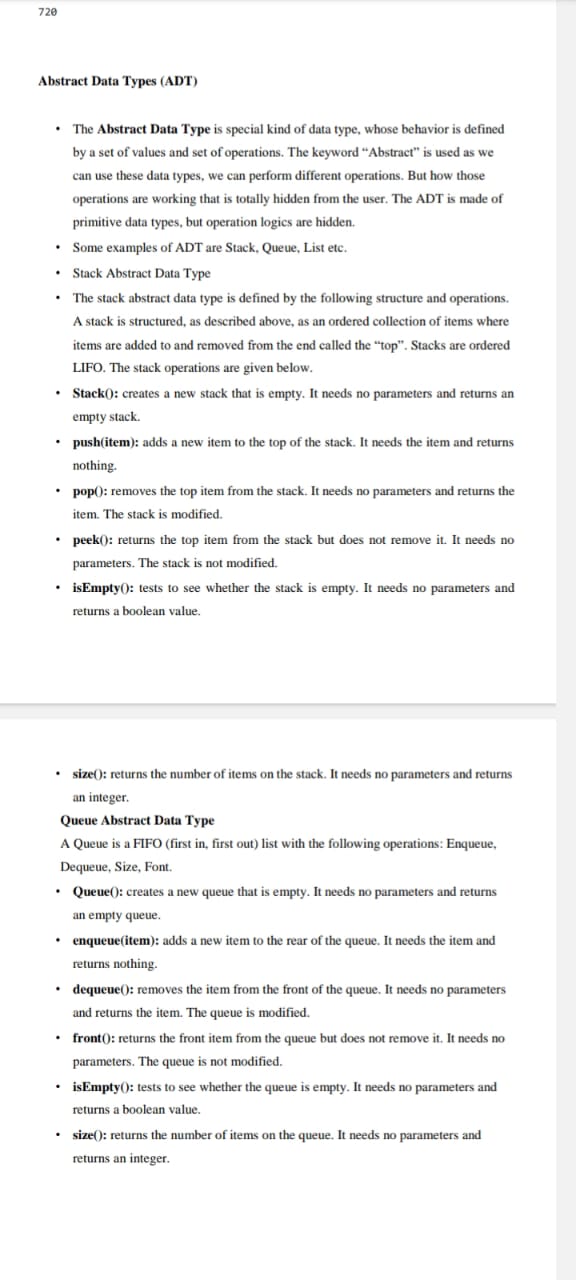 720
Abstract Data Types (ADT)
• The Abstract Data Type is special kind of data type, whose behavior is defined
by a set of values and set of operations. The keyword “Abstract” is used as we
can use these data types, we can perform different operations. But how those
operations are working that is totally hidden from the user. The ADT is made of
primitive data types, but operation logics are hidden.
• Some examples of ADT are Stack, Queue, List etc.
• Stack Abstract Data Type
• The stack abstract data type is defined by the following structure and operations.
A stack is structured, as described above, as an ordered collection of items where
items are added to and removed from the end called the “top”. Stacks are ordered
LIFO. The stack operations are given below.
• Stack(): creates a new stack that is empty. It needs no parameters and returns an
empty stack.
• push(item): adds a new item to the top of the stack. It needs the item and returns
nothing.
• pop(): removes the top item from the stack. It needs no parameters and returns the
item. The stack is modified.
• peek(): returns the top item from the stack but does not remove it. It needs no
parameters. The stack is not modified.
• isEmpty(): tests to see whether the stack is empty. It needs no parameters and
returns a boolean value.
• size(): returns the number of items on the stack. It needs no parameters and returns
an integer.
Queue Abstract Data Type
A Queue is a FIFO (first in, first out) list with the following operations: Enqueue,
Dequeue, Size, Font.
• Queue(): creates a new queue that is empty. It needs no parameters and returns
an empty queue.
• enqueue(item): adds a new item to the rear of the queue. It needs the item and
returns nothing.
• dequeue(): removes the item from the front of the queue. It needs no parameters
and returns the item. The queue is modified.
• front(): returns the front item from the queue but does not remove it. It needs no
parameters. The queue is not modified.
• isEmpty(): tests to see whether the queue is empty. It needs no parameters and
returns a boolean value.
• size(): returns the number of items on the queue. It needs no parameters and
returns an integer.